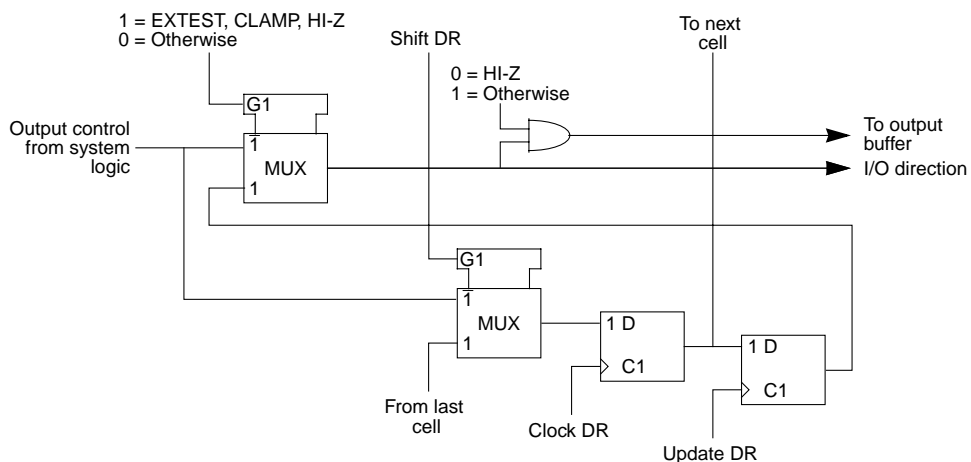 1 = EXTEST, CLAMP, HI-Z
0 = Otherwise
Shift DR
To next
cell
0 = HI-Z
1 = Otherwise
G1
Output control
from system
logic
1
MUX
1
To output
buffer
I/O direction
G1
1
MUX
1
1 D
C1
1 D
C1
From last
cell
Clock DR
Update DR